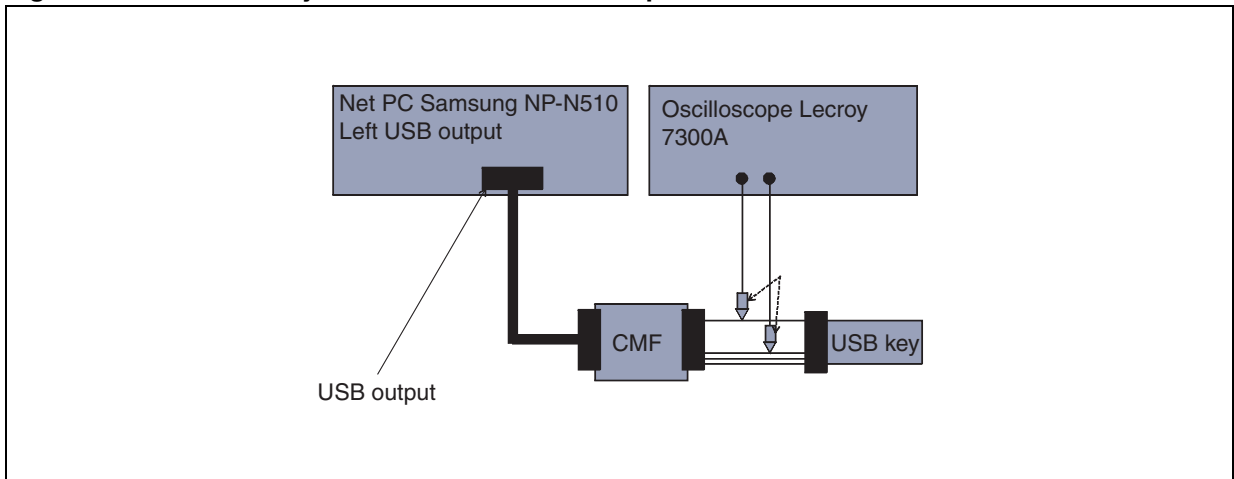 Net PC Samsung NP-N510
Left USB output
Oscilloscope Lecroy
7300A
CMF
USB key
USB output